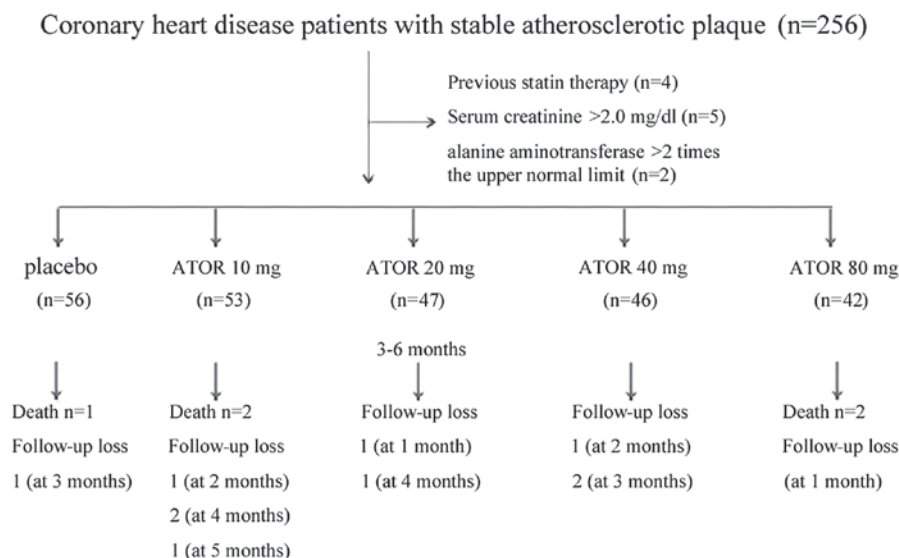 Coronary heart disease patients with stable atherosclerotic plaque (n=256)
Previous statin therapy (n=4)
Serum creatinine >2.0 mg/dl (n=5)
alanine aminotransferase >2 times
the upper normal limit (n=2)
placebo
(n=56)
ATOR 10 mg
(n=53)
ATOR 20 mg
(n=47)
ATOR 40 mg
(n=46)
ATOR 80 mg
(n=42)
3-6 months
Death n=1
Follow-up loss
1 (at 3 months)
Death n=2
Follow-up loss
1 (at 2 months)
2 (at 4 months)
1 (at 5 months)
Follow-up loss
1 (at 1 month)
1 (at 4 months)
Follow-up loss
1 (at 2 months)
2 (at 3 months)
Death n=2
Follow-up loss
(at 1 month)